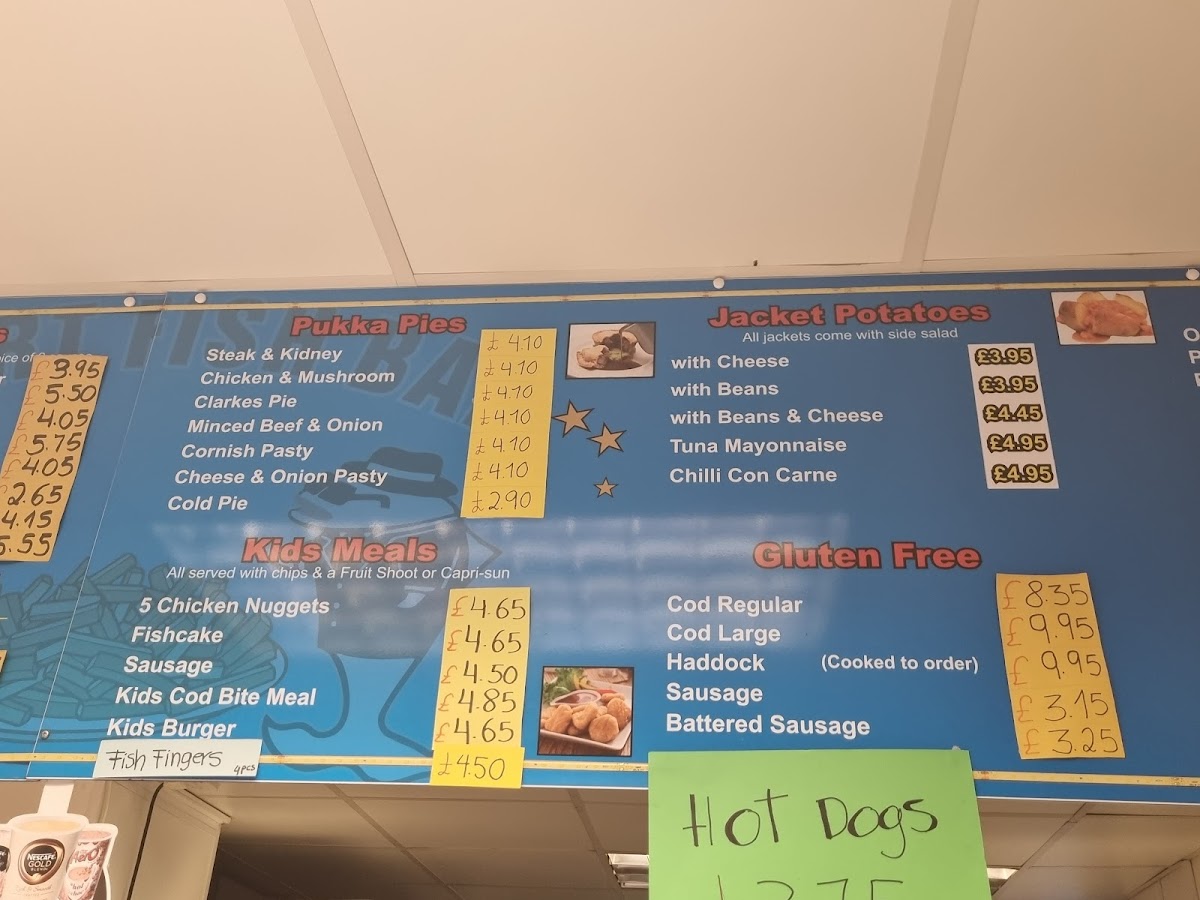 £3.95
£5.50
£4.05
5.75
£4.05
£2.65
4.15
5.55
Pukka Pies
Steak & Kidney £4.10
Chicken & Mushroom £4.10
Clarkes Pie £4.10
Minced Beef & Onion £4.10
Cornish Pasty £4.10
Cheese & Onion Pasty £4.10
Cold Pie £2.90
Kids Meals
All served with chips & a Fruit Shoot or Capri-sun
5 Chicken Nuggets £4.65
Fishcake £4.65
Sausage £4.50
Kids Cod Bite Meal £4.85
Kids Burger £4.65
Fish Fingers 4pcs £4.50
Jacket Potatoes
All jackets come with side salad
with Cheese £3.95
with Beans £3.95
with Beans & Cheese £4.45
Tuna Mayonnaise £4.95
Chilli Con Carne £4.95
Gluten Free
Cod Regular £8.35
Cod Large £9.95
Haddock (Cooked to order) £9.95
Sausage £3.15
Battered Sausage £3.25
Hot Dogs
NESCAFÉ
GOLD